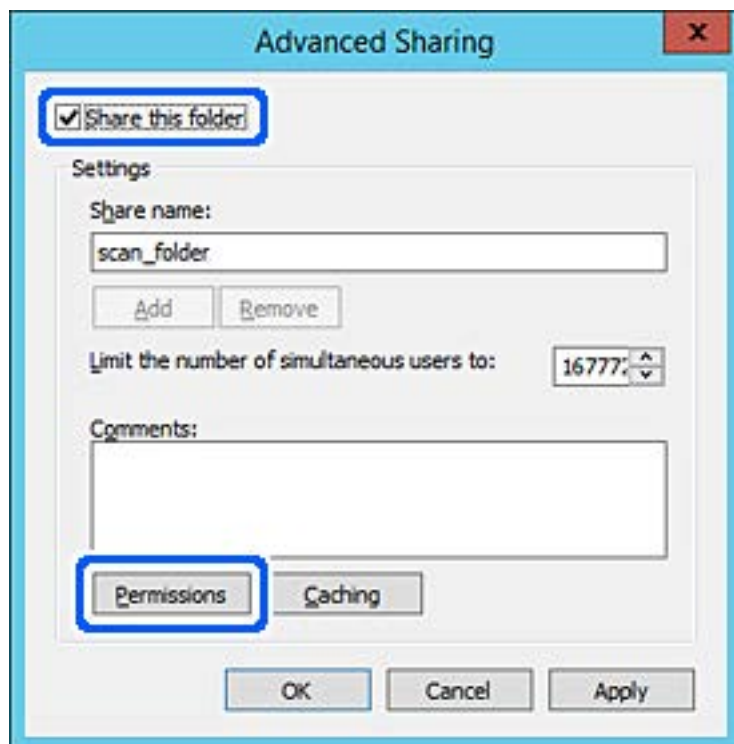 Advanced Sharing
x
Share this folder
Settings
Share name:
scan_folder
Add Remove
Limit the number of simultaneous users to: 16777
Comments:
Permissions Caching
OK Cancel Apply